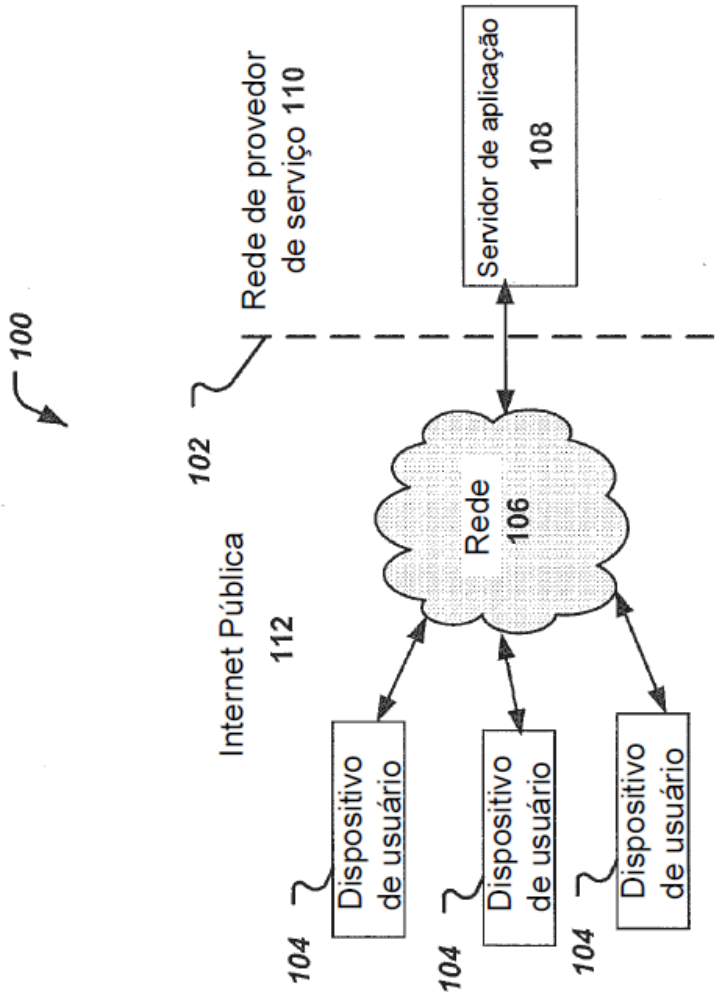 100
Internet Pública
112
102
Rede de provedor
de serviço 110
104
Dispositivo
de usuário
104
Dispositivo
de usuário
104
Dispositivo
de usuário
Rede
106
Servidor de aplicação
108